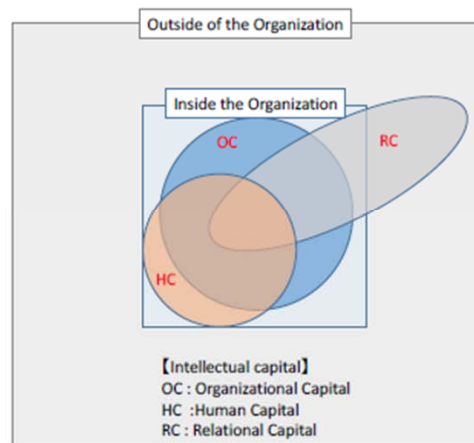 Outside of the Organization
Inside the Organization
OC
RC
HC
【Intellectual capital】
OC : Organizational Capital
HC :Human Capital
RC : Relational Capital